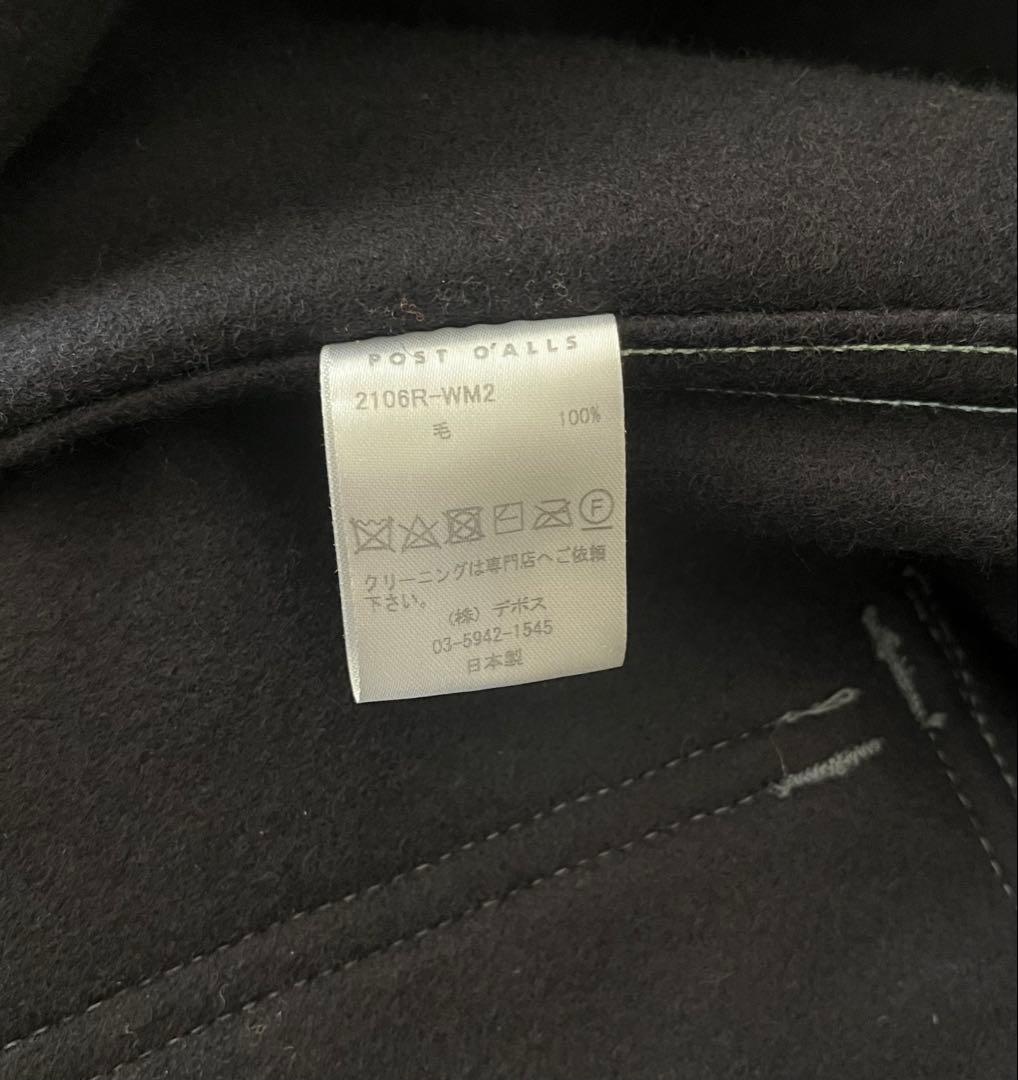 POST O'ALLS
2106R-WM2
毛 100%
F
クリーニングは専門店へご依頼
下さい。
(株) デポス
03-5942-1545
日本製